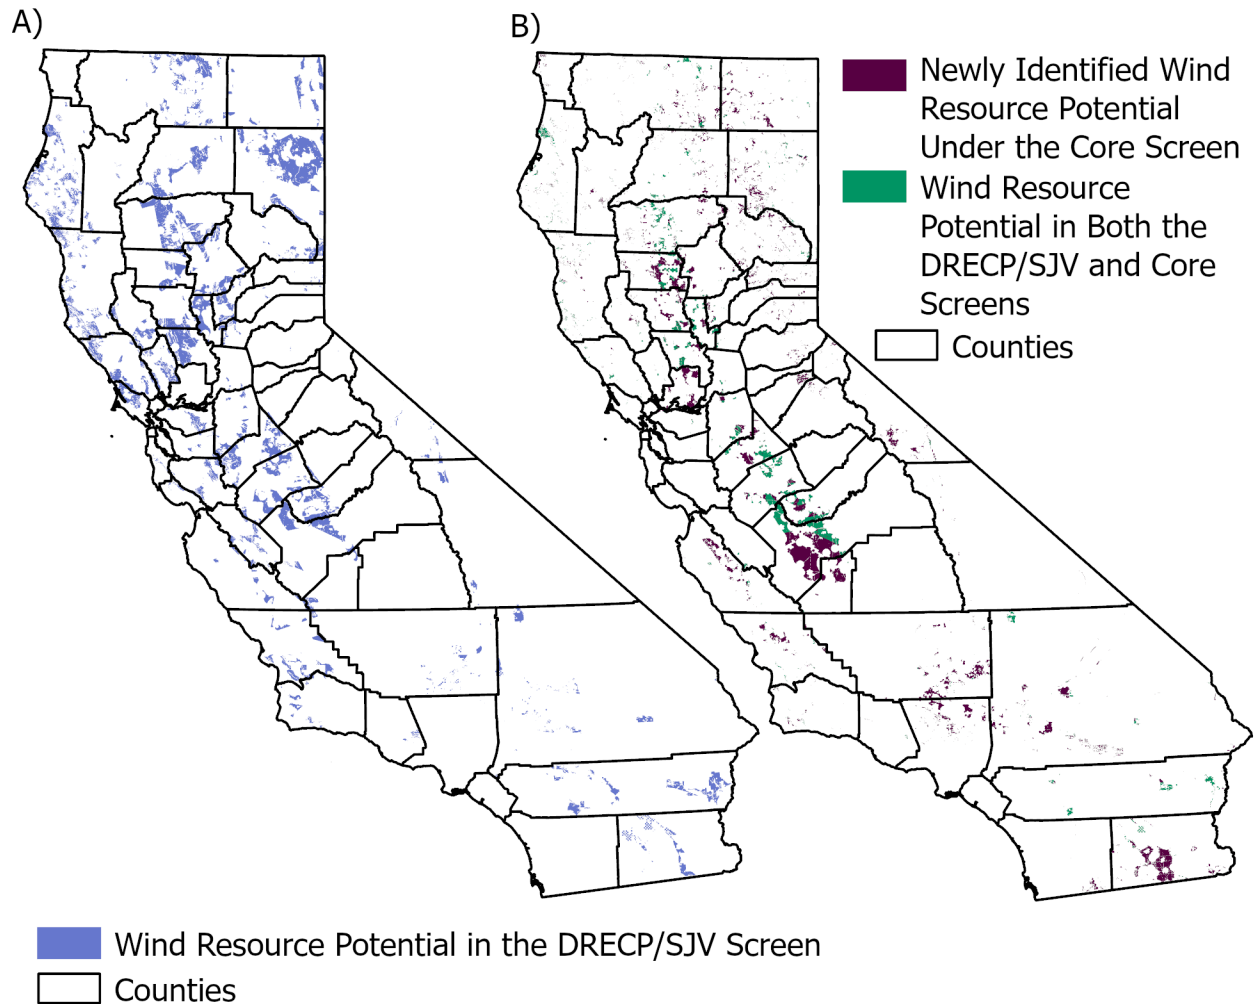 A)
B)
Newly Identified Wind
Resource Potential
Under the Core Screen
Wind Resource
Potential in Both the
DRECP/SJV and Core
Screens
Counties
Wind Resource Potential in the DRECP/SJV Screen
Counties